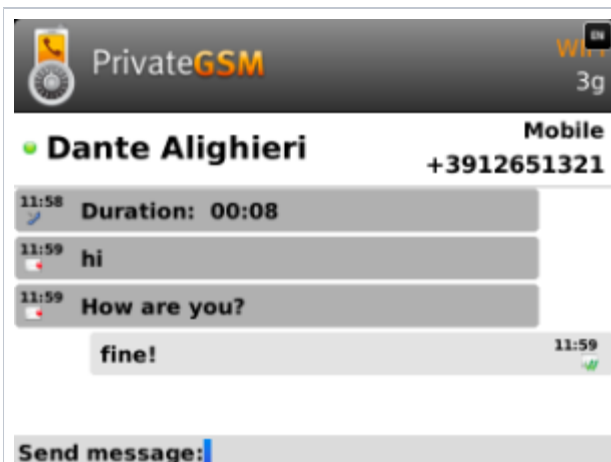 PrivateGSM
WIFI
EN
3g
Dante Alighieri
Mobile
+3912651321
11:58 Duration: 00:08
11:59 hi
11:59 How are you?
fine! 11:59
Send message: